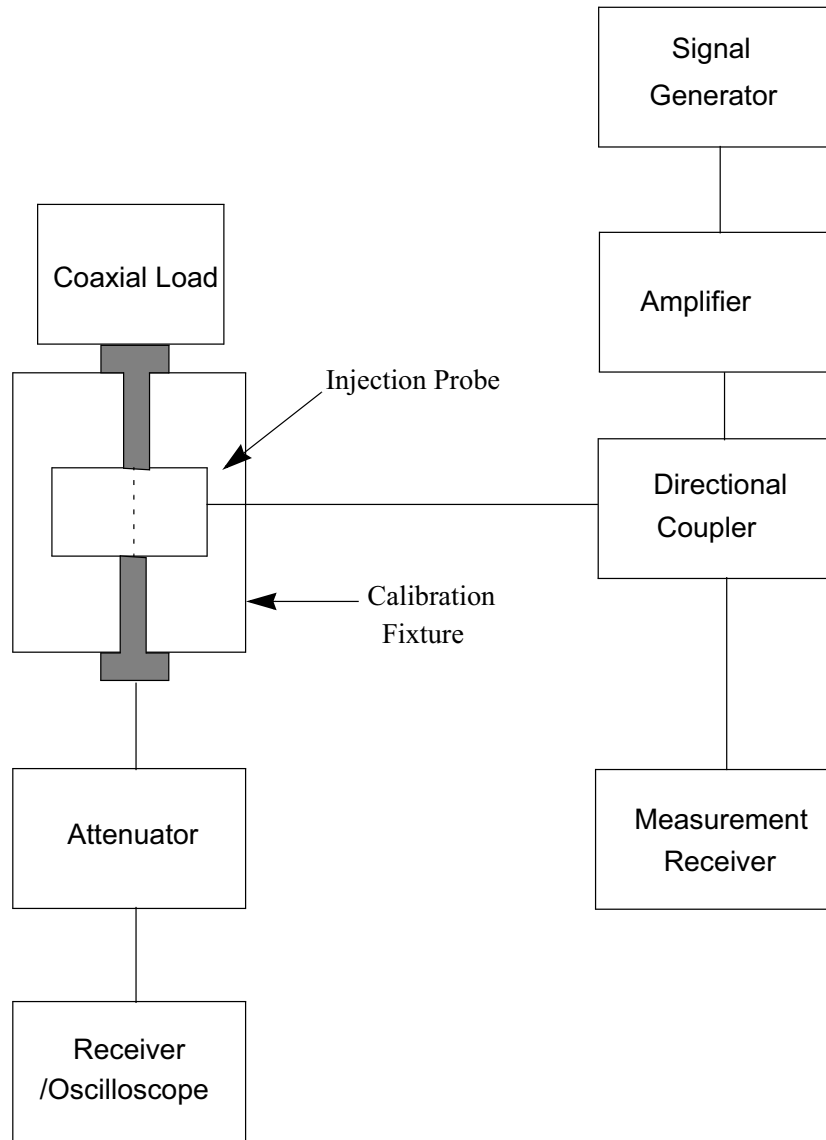 Signal
Generator
Coaxial Load
Amplifier
Injection Probe
Directional
Coupler
Calibration
Fixture
Attenuator
Measurement
Receiver
Receiver
/Oscilloscope